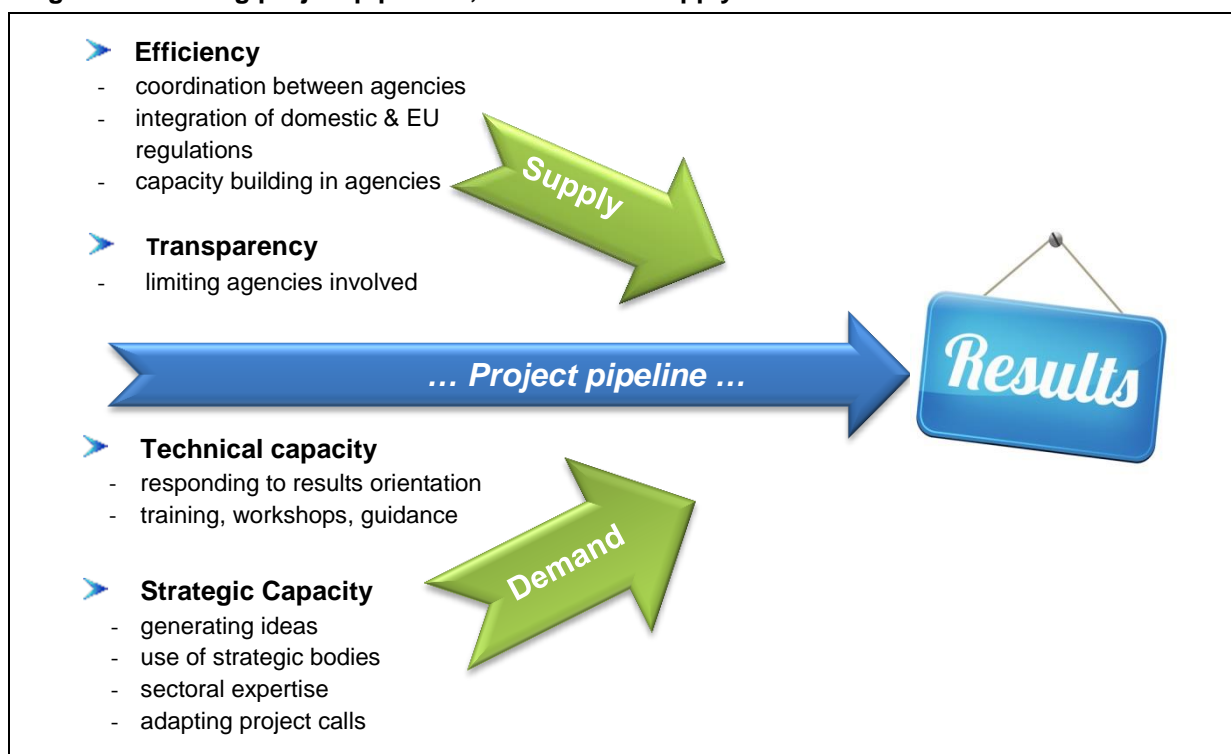 Efficiency
- coordination between agencies
- integration of domestic & EU
regulations
- capacity building in agencies
Supply
Transparency
- limiting agencies involved
... Project pipeline ...
Results
Technical capacity
- responding to results orientation
- training, workshops, guidance
Demand
Strategic Capacity
- generating ideas
- use of strategic bodies
- sectoral expertise
- adapting project calls